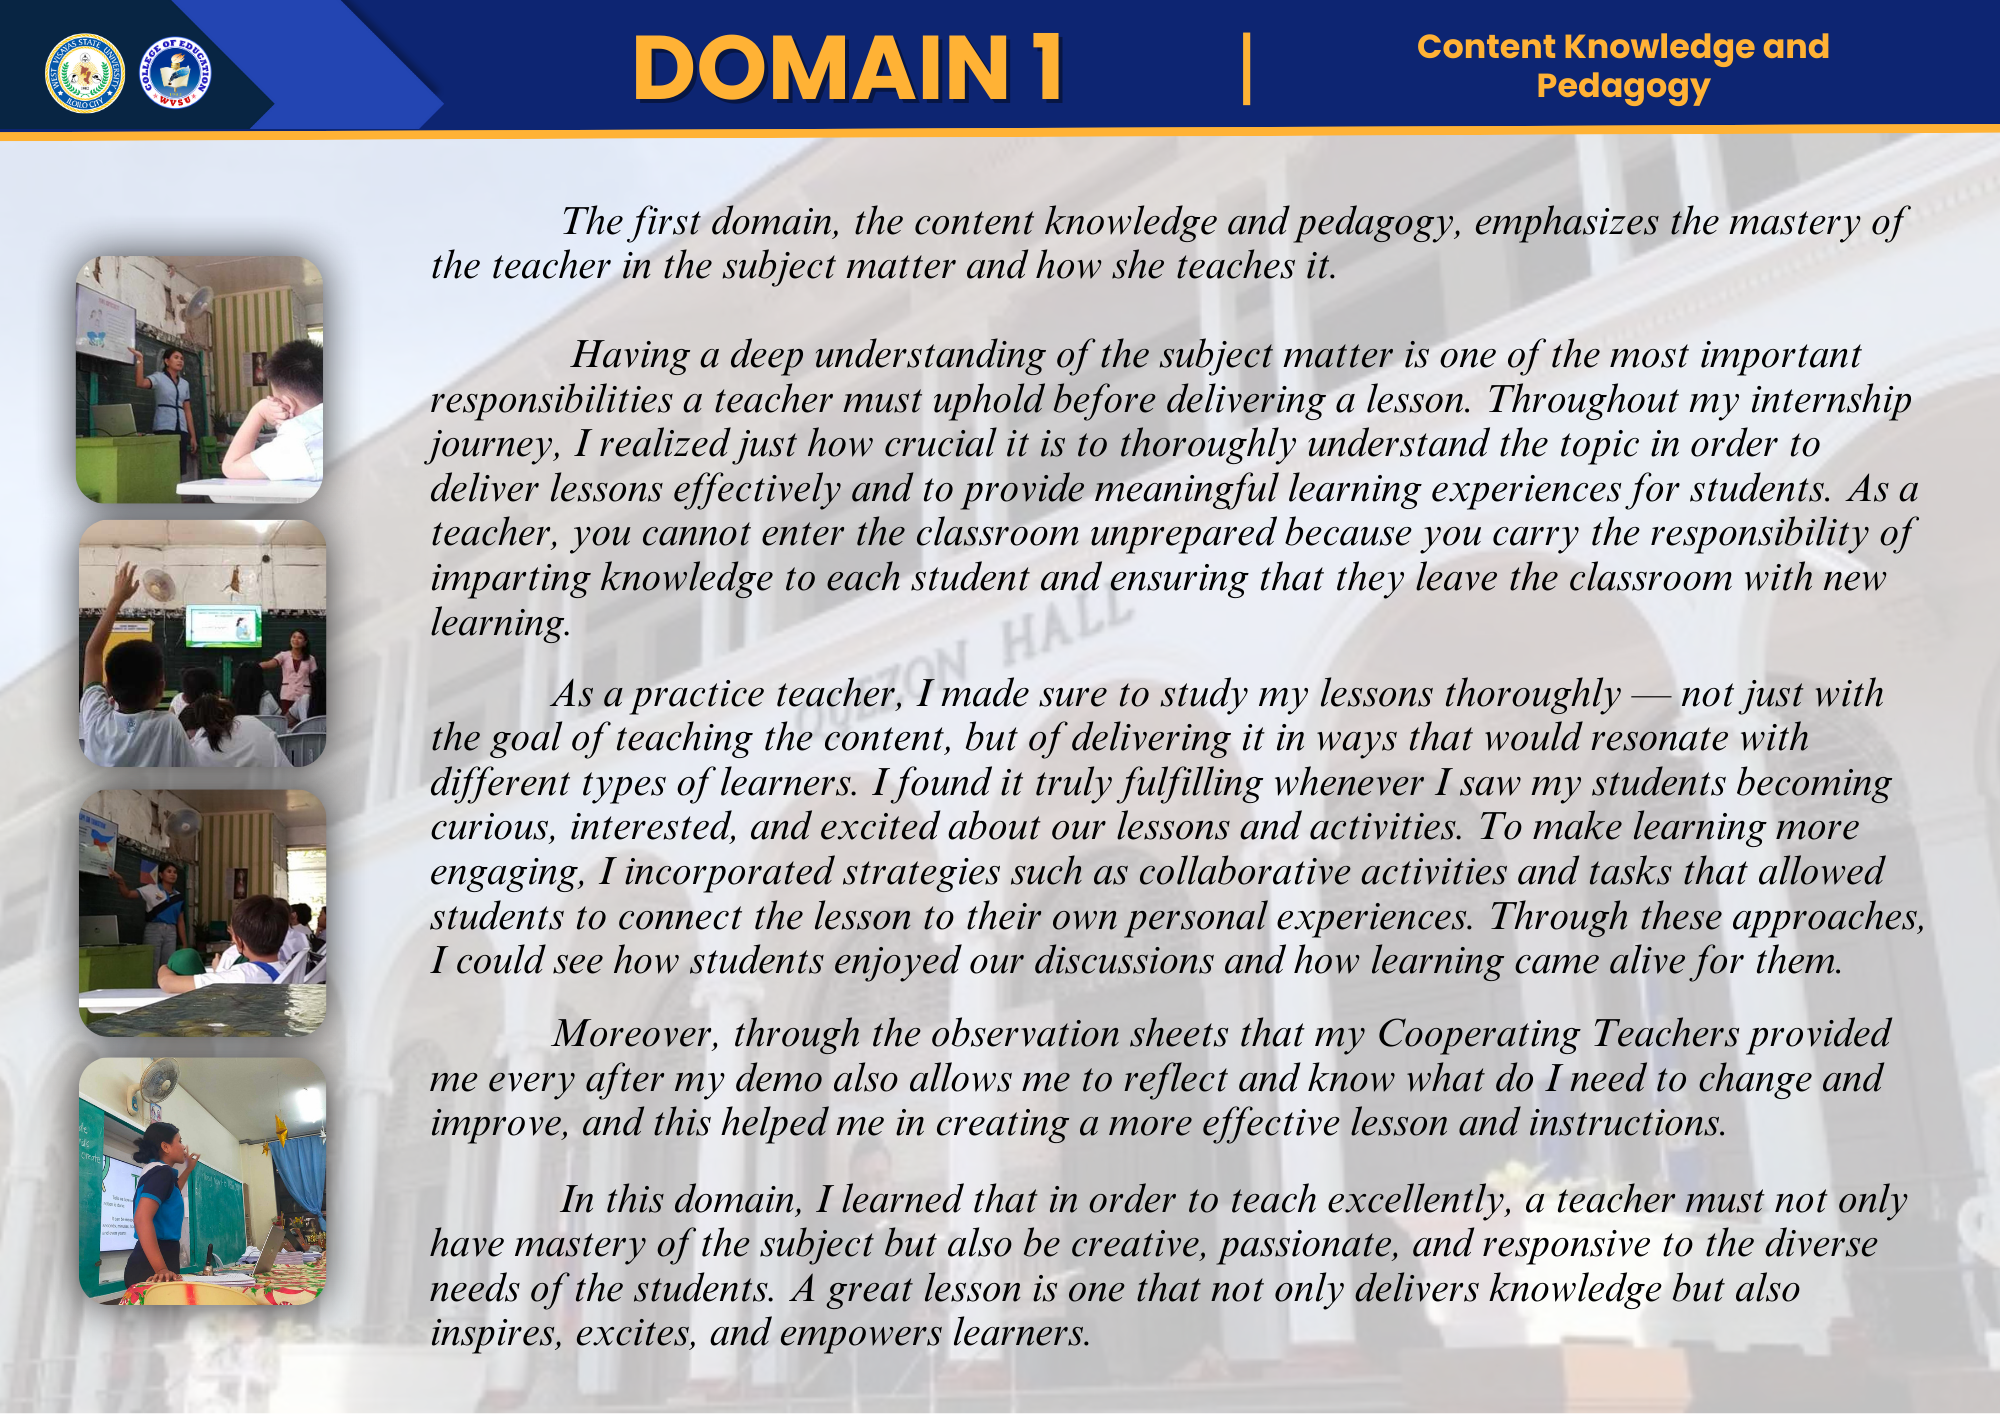 WEST VISAYAS STATE UNIVERSITY
ILOILO CITY
COLLEGE OF EDUCATION
WVSU
DOMAIN 1
Content Knowledge and
Pedagogy
The first domain, the content knowledge and pedagogy, emphasizes the mastery of
the teacher in the subject matter and how she teaches it.
Having a deep understanding of the subject matter is one of the most important
responsibilities a teacher must uphold before delivering a lesson. Throughout my internship
journey, I realized just how crucial it is to thoroughly understand the topic in order to
deliver lessons effectively and to provide meaningful learning experiences for students. As a
teacher, you cannot enter the classroom unprepared because you carry the responsibility of
imparting knowledge to each student and ensuring that they leave the classroom with new
learning.
QUEZON HALL
As a practice teacher, I made sure to study my lessons thoroughly — not just with
the goal of teaching the content, but of delivering it in ways that would resonate with
different types of learners. I found it truly fulfilling whenever I saw my students becoming
curious, interested, and excited about our lessons and activities. To make learning more
engaging, I incorporated strategies such as collaborative activities and tasks that allowed
students to connect the lesson to their own personal experiences. Through these approaches,
I could see how students enjoyed our discussions and how learning came alive for them.
Moreover, through the observation sheets that my Cooperating Teachers provided
me every after my demo also allows me to reflect and know what do I need to change and
improve, and this helped me in creating a more effective lesson and instructions.
In this domain, I learned that in order to teach excellently, a teacher must not only
have mastery of the subject but also be creative, passionate, and responsive to the diverse
needs of the students. A great lesson is one that not only delivers knowledge but also
inspires, excites, and empowers learners.